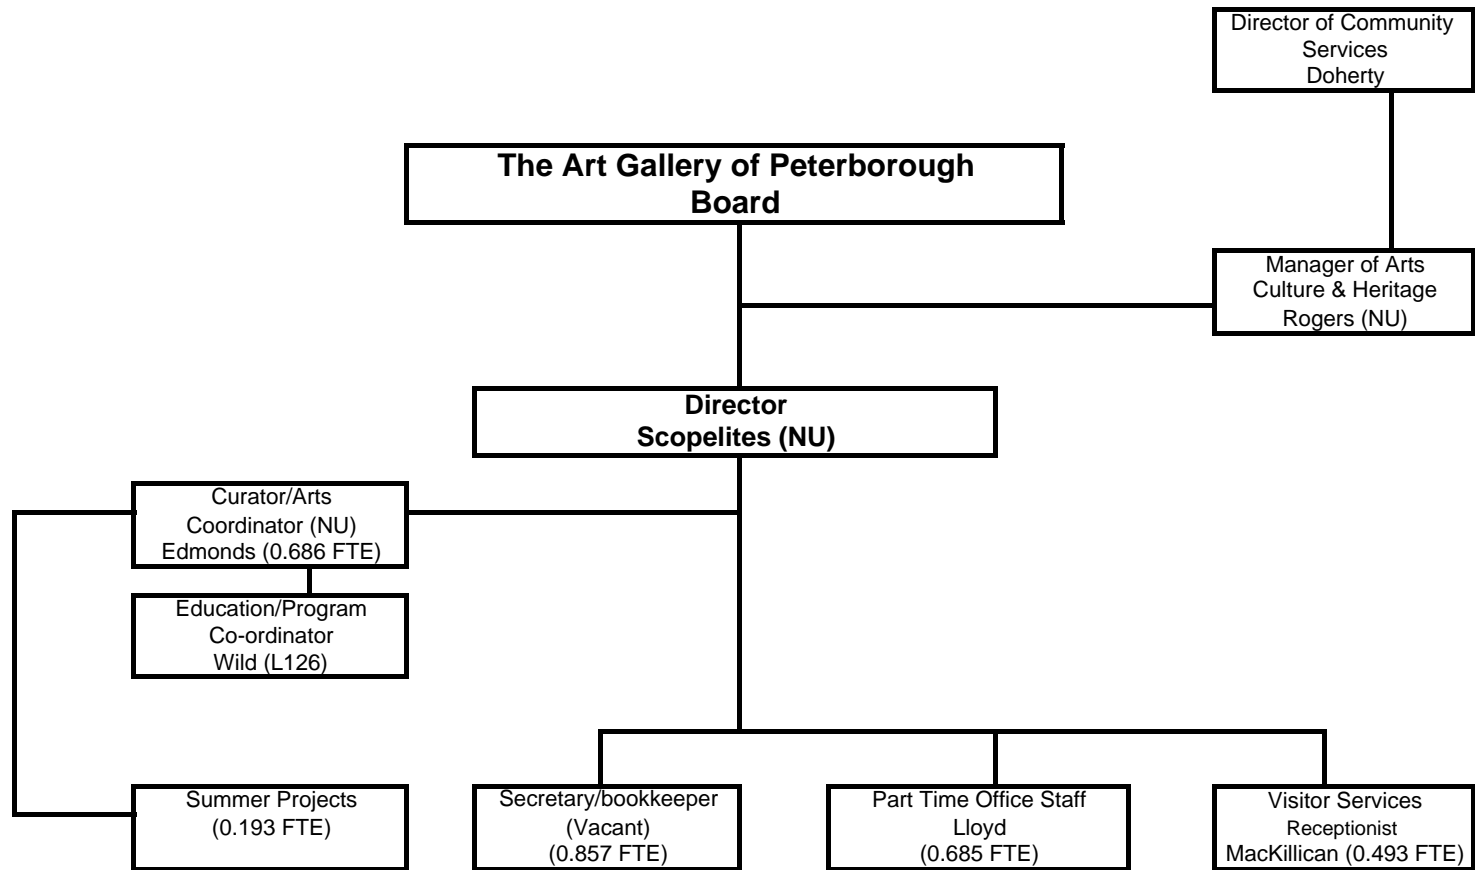 Director of Community
Services
Doherty
The Art Gallery of Peterborough
Board
Manager of Arts
Culture & Heritage
Rogers (NU)
Director
Scopelites (NU)
Curator/Arts
Coordinator (NU)
Edmonds (0.686 FTE)
Education/Program
Co-ordinator
Wild (L126)
Summer Projects
(0.193 FTE)
Secretary/bookkeeper
(Vacant)
(0.857 FTE)
Part Time Office Staff
Lloyd
(0.685 FTE)
Visitor Services
Receptionist
MacKillican (0.493 FTE)